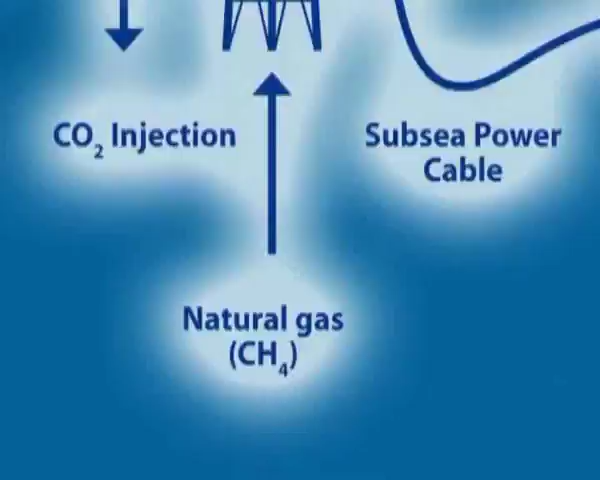 CO₂ Injection
Subsea Power
Cable
Natural gas
(CH₄)